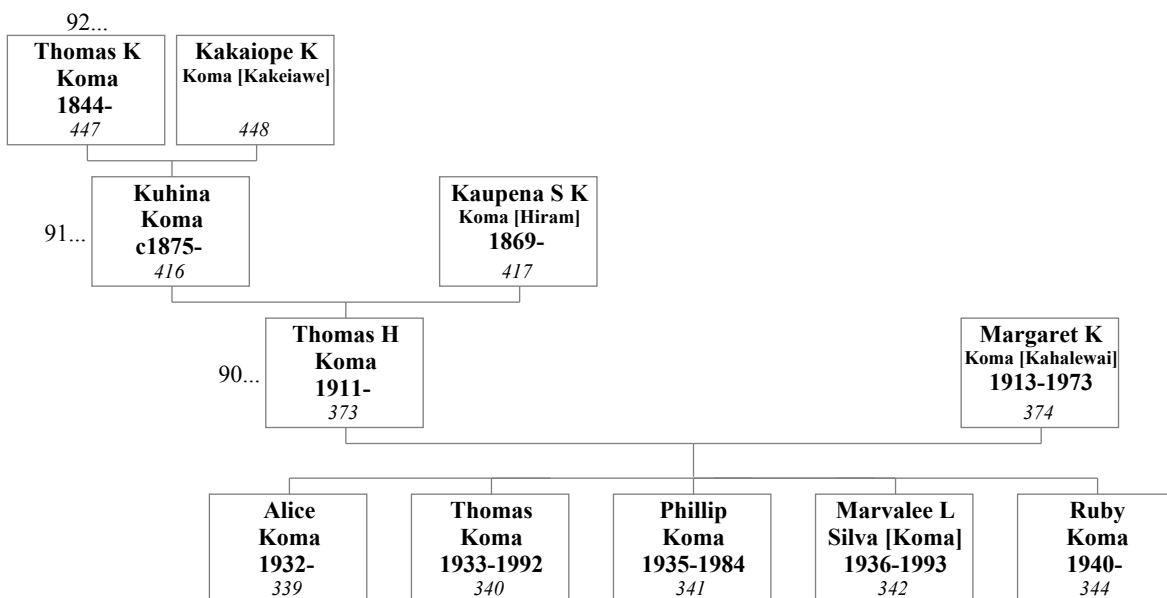 92...
Thomas K
Koma
1844-
447
Kakaiope K
Koma [Kakeiawe]
448
91...
Kuhina
Koma
c1875-
416
Kaupena S K
Koma [Hiram]
1869-
417
90...
Thomas H
Koma
1911-
373
Margaret K
Koma [Kahalewai]
1913-1973
374
Alice
Koma
1932-
339
Thomas
Koma
1933-1992
340
Phillip
Koma
1935-1984
341
Marvalee L
Silva [Koma]
1936-1993
342
Ruby
Koma
1940-
344